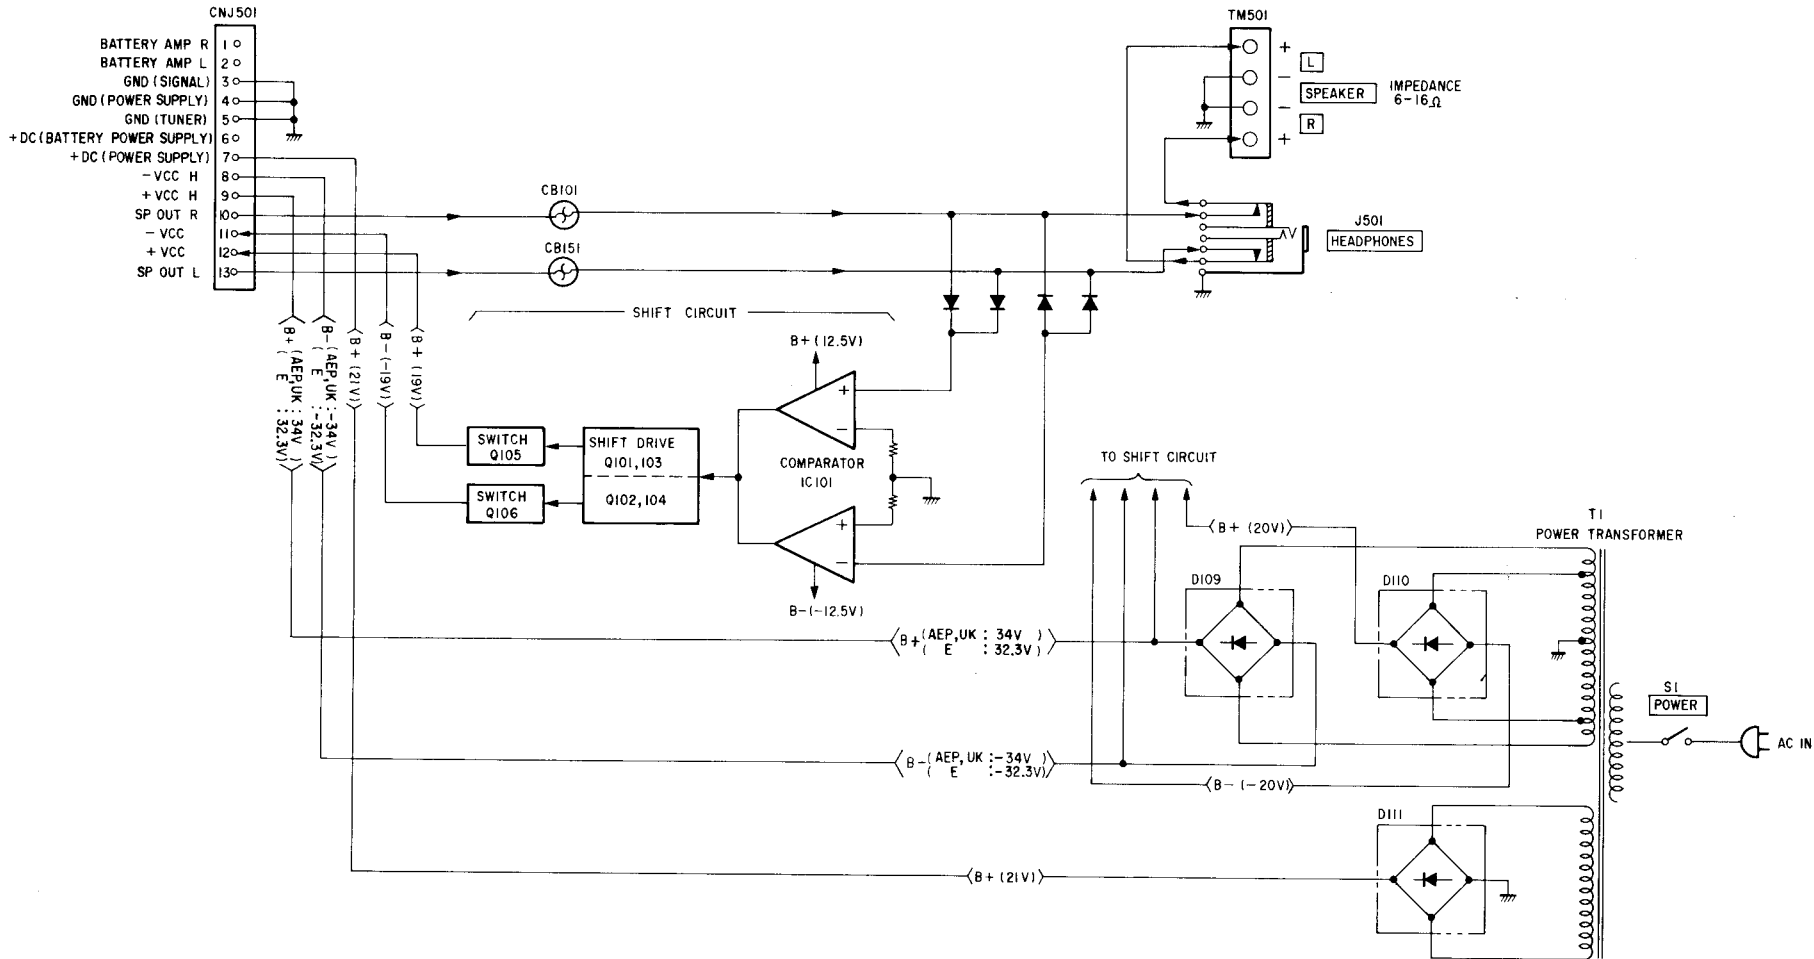 CNJ501
BATTERY AMP R 1
BATTERY AMP L 2
GND (SIGNAL) 3
GND (POWER SUPPLY) 4
GND (TUNER) 5
+DC (BATTERY POWER SUPPLY) 6
+DC (POWER SUPPLY) 7
-VCC H 8
+VCC H 9
SP OUT R 10
-VCC 11
+VCC 12
SP OUT L 13
CB101
CB151
TM501
+
L
-
SPEAKER
IMPEDANCE
6-16Ω
-
R
+
J501
HEADPHONES
SHIFT CIRCUIT
B+ (AEP,UK : 34V)
( E : 32.3V)
B- (AEP,UK : -34V)
( E : -32.3V)
B+ (21V)
B- (-19V)
B+ (19V)
B+ (12.5V)
+
-
COMPARATOR
IC101
+
-
B- (-12.5V)
SWITCH
Q105
SWITCH
Q106
SHIFT DRIVE
Q101,103
Q102,104
TO SHIFT CIRCUIT
B+ (20V)
T1
POWER TRANSFORMER
D109
D110
B+ (AEP,UK : 34V)
( E : 32.3V)
S1
POWER
AC IN
B- (AEP,UK : -34V)
( E : -32.3V)
B- (-20V)
D111
B+ (21V)